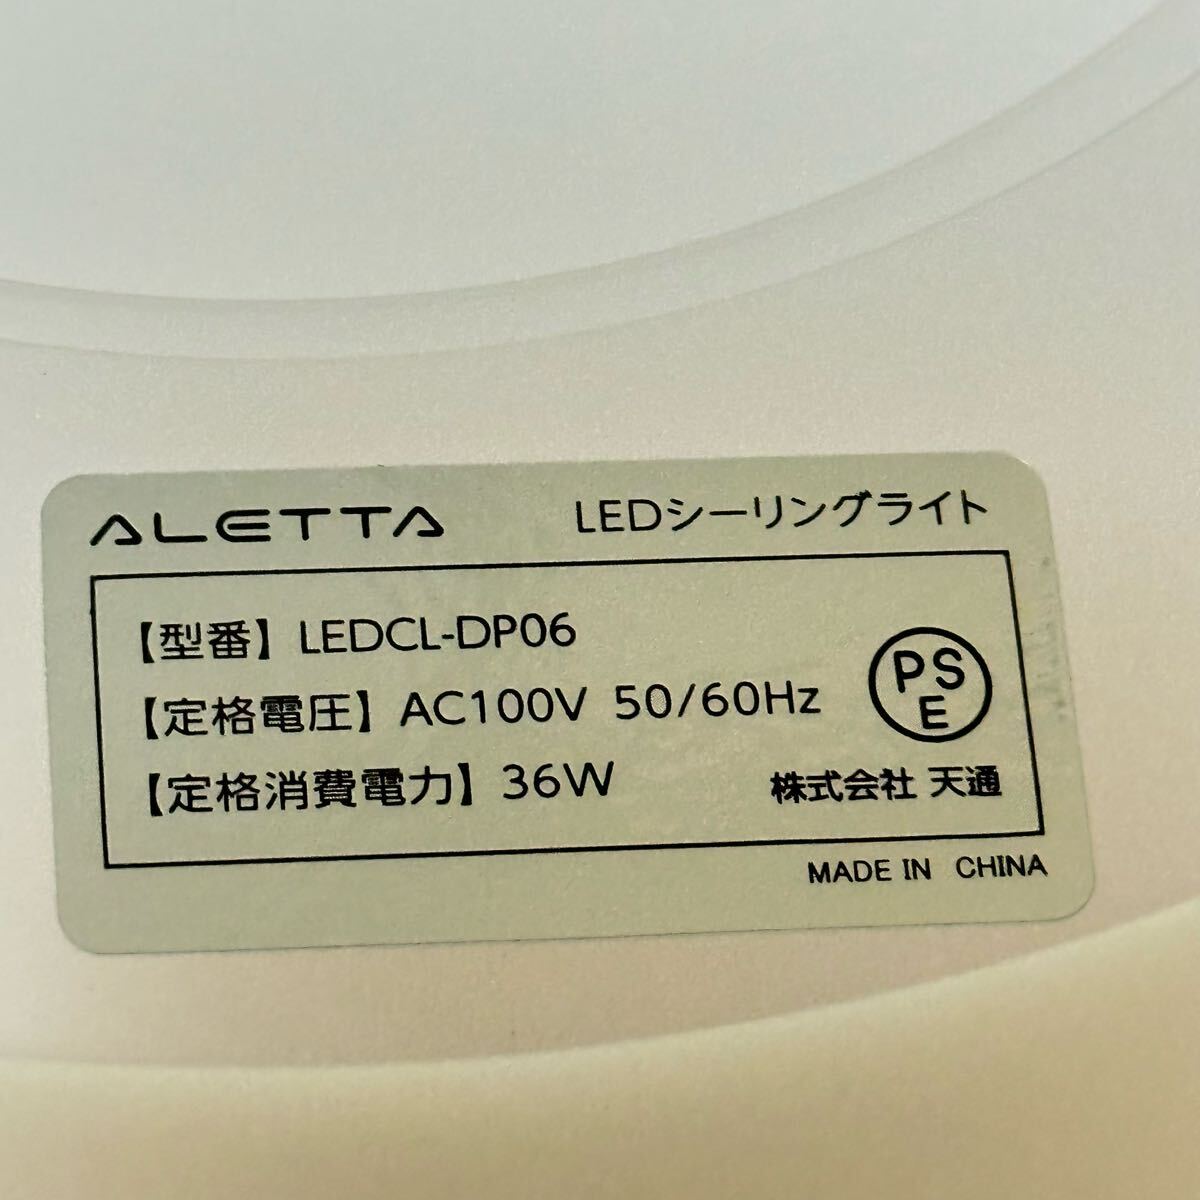 ALETTA LEDシーリングライト
【型番】LEDCL-DP06
【定格電圧】AC100V 50/60Hz
PSE
【定格消費電力】36W
株式会社 天通
MADE IN CHINA